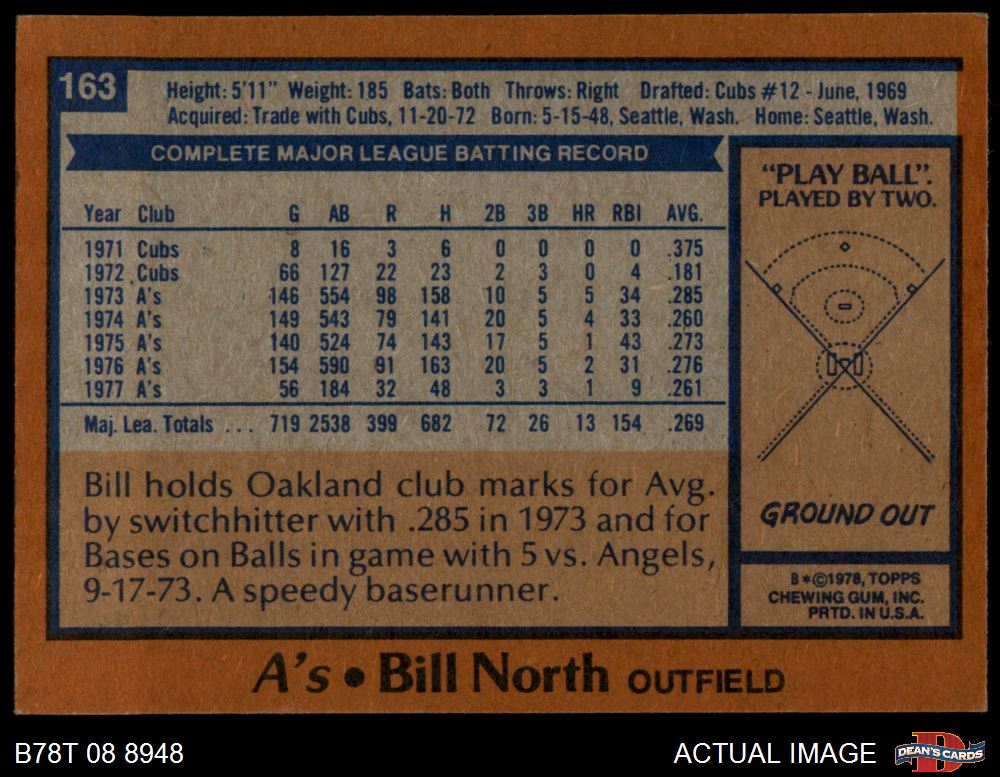 163
Height: 5'11" Weight: 185 Bats: Both Throws: Right Drafted: Cubs #12 - June, 1969
Acquired: Trade with Cubs, 11-20-72 Born: 5-15-48, Seattle, Wash. Home: Seattle, Wash.
COMPLETE MAJOR LEAGUE BATTING RECORD
Year Club G AB R H 2B 3B HR RBI AVG.
1971 Cubs 8 16 3 6 0 0 0 0 .375
1972 Cubs 66 127 22 23 2 3 0 4 .181
1973 A's 146 554 98 158 10 5 5 34 .285
1974 A's 149 543 79 141 20 5 4 33 .260
1975 A's 140 524 74 143 17 5 1 43 .273
1976 A's 154 590 91 163 20 5 2 31 .276
1977 A's 56 184 32 48 3 3 1 9 .261
Maj. Lea. Totals ... 719 2538 399 682 72 26 13 154 .269
Bill holds Oakland club marks for Avg.
by switchhitter with .285 in 1973 and for
Bases on Balls in game with 5 vs. Angels,
9-17-73. A speedy baserunner.
"PLAY BALL".
PLAYED BY TWO.
GROUND OUT
B*©1978, TOPPS
CHEWING GUM, INC.
PRTD. IN U.S.A.
A's • Bill North OUTFIELD
B78T 08 8948
ACTUAL IMAGE
D
DEAN'S CARDS